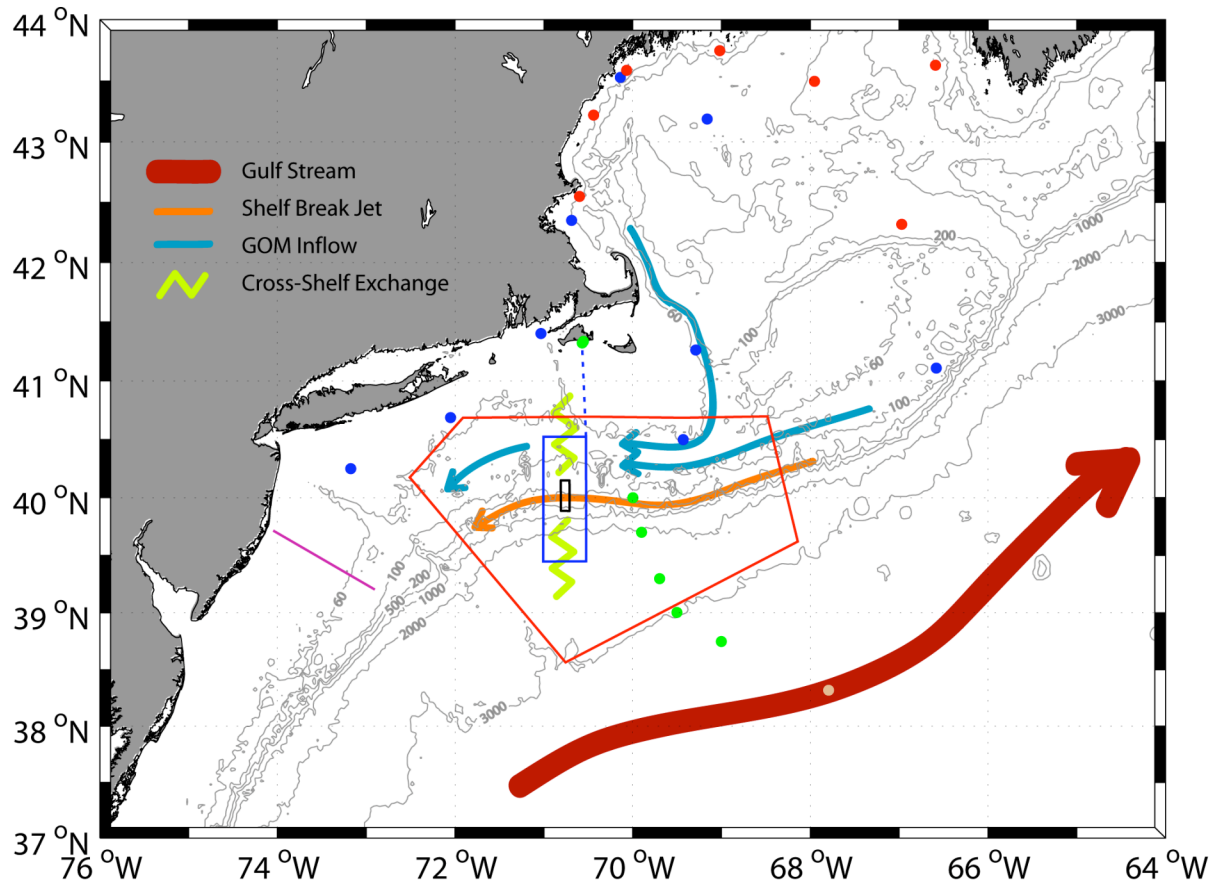 44 °N
43 °N
42 °N
41 °N
40 °N
39 °N
38 °N
37 °N
76 °W
74 °W
72 °W
70 °W
68 °W
66 °W
64 °W
Gulf Stream
Shelf Break Jet
GOM Inflow
Cross-Shelf Exchange
200
1000
2000
3000
100
60
60
100
60
100
200
500
1000
2000
3000